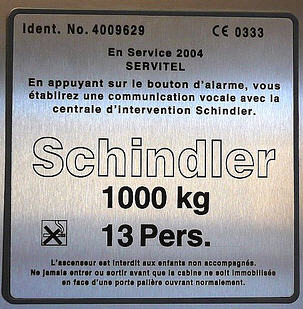 Ident. No. 4009629 CE 0333
En Service 2004
SERVITEL
En appuyant sur le bouton d'alarme, vous
établirez une communication vocale avec la
centrale d'intervention Schindler.
Schindler
1000 kg
13 Pers.
L'ascenseur est interdit aux enfants non accompagnés.
Ne jamais entrer ou sortir avant que la cabine ne soit immobilisée
en face d'une porte palière ouvrant normalement.